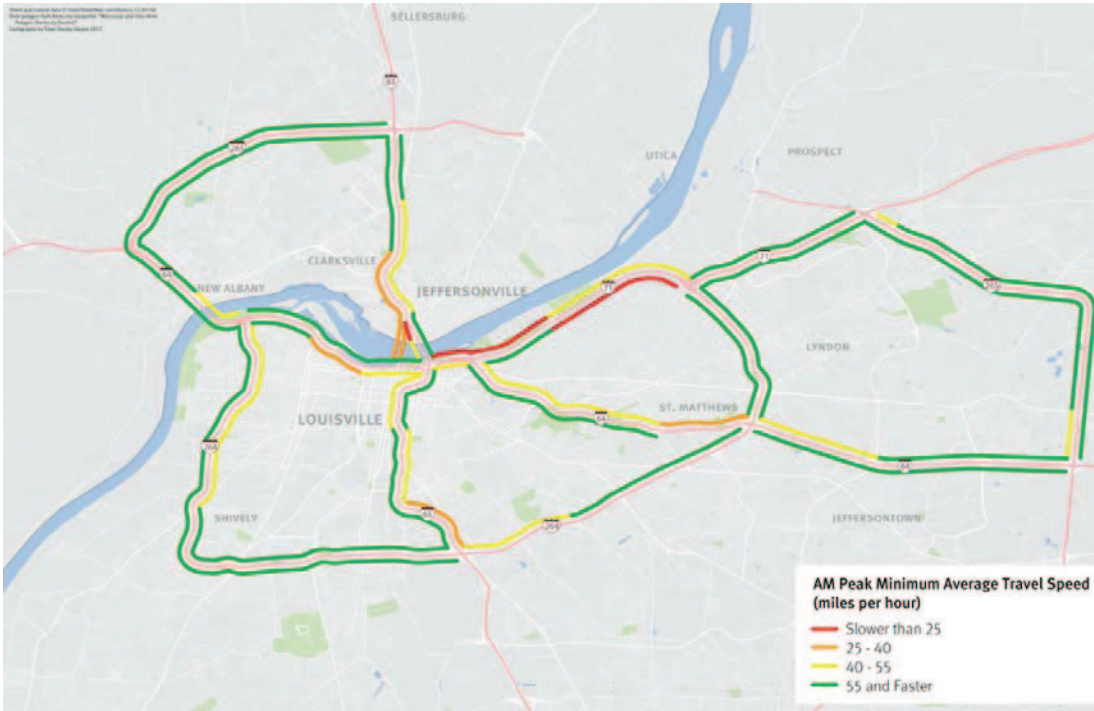 SELLERSBURG
65
UTICA
PROSPECT
265
CLARKSVILLE
71
64
NEW ALBANY
JEFFERSONVILLE
71
265
LYNDON
ST. MATTHEWS
LOUISVILLE
64
264
64
SHIVELY
65
264
JEFFERSONTOWN
AM Peak Minimum Average Travel Speed
(miles per hour)
Slower than 25
25 - 40
40 - 55
55 and Faster